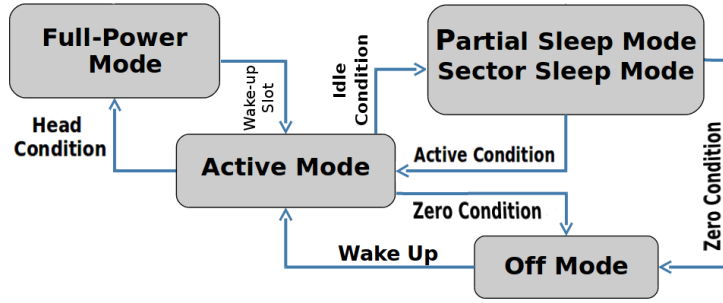 Full-Power
Mode
Wake-up
Slot
Idle
Condition
Partial Sleep Mode
Sector Sleep Mode
Head
Condition
Active Mode
Active Condition
Zero Condition
Zero Condition
Wake Up
Off Mode